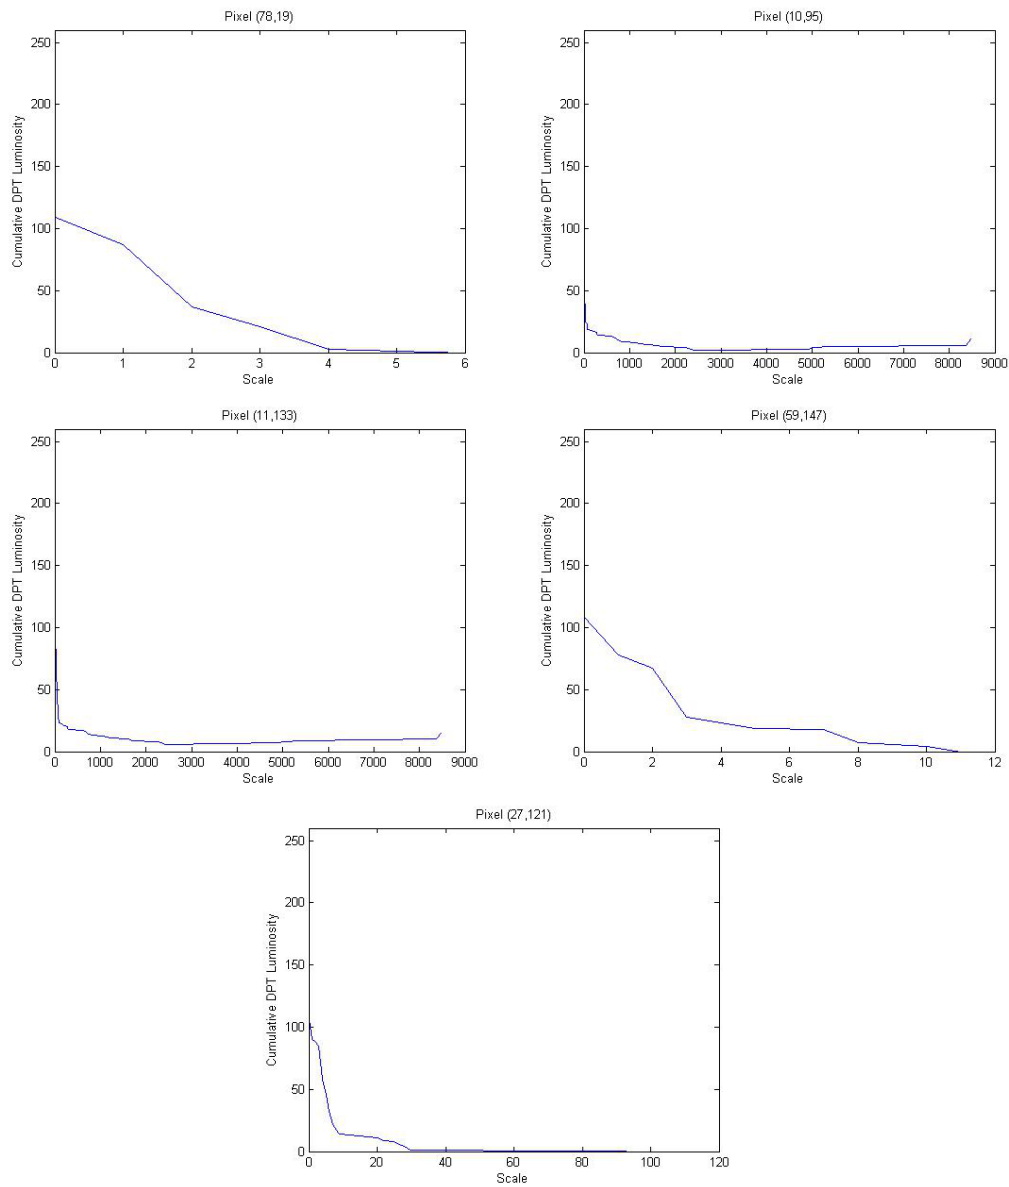 Pixel (78,19)
Cumulative DPT Luminosity
250
200
150
100
50
0
0 1 2 3 4 5 6
Scale
Pixel (10,95)
Cumulative DPT Luminosity
250
200
150
100
50
0
0 1000 2000 3000 4000 5000 6000 7000 8000 9000
Scale
Pixel (11,133)
Cumulative DPT Luminosity
250
200
150
100
50
0
0 1000 2000 3000 4000 5000 6000 7000 8000 9000
Scale
Pixel (59,147)
Cumulative DPT Luminosity
250
200
150
100
50
0
0 2 4 6 8 10 12
Scale
Pixel (27,121)
Cumulative DPT Luminosity
250
200
150
100
50
0
0 20 40 60 80 100 120
Scale